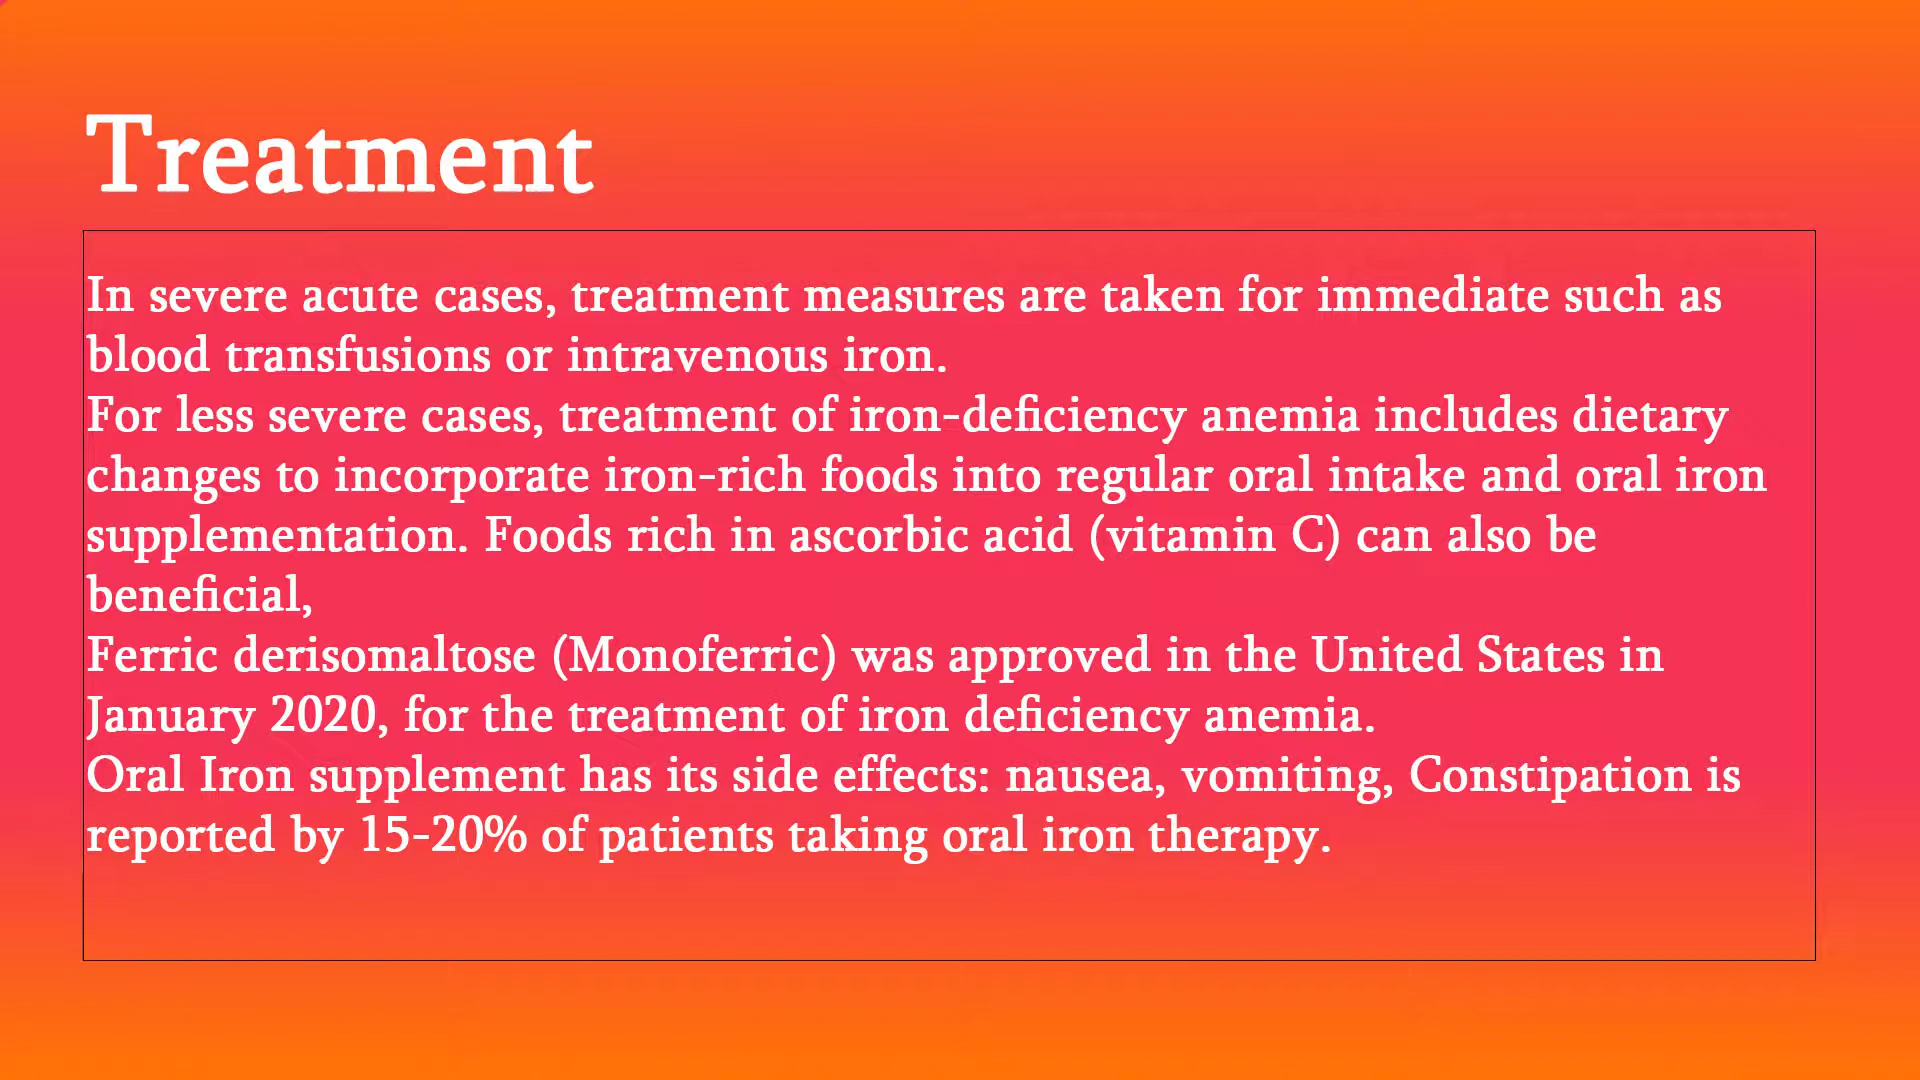 Treatment
In severe acute cases, treatment measures are taken for immediate such as
blood transfusions or intravenous iron.
For less severe cases, treatment of iron-deficiency anemia includes dietary
changes to incorporate iron-rich foods into regular oral intake and oral iron
supplementation. Foods rich in ascorbic acid (vitamin C) can also be
beneficial,
Ferric derisomaltose (Monoferric) was approved in the United States in
January 2020, for the treatment of iron deficiency anemia.
Oral Iron supplement has its side effects: nausea, vomiting, Constipation is
reported by 15-20% of patients taking oral iron therapy.